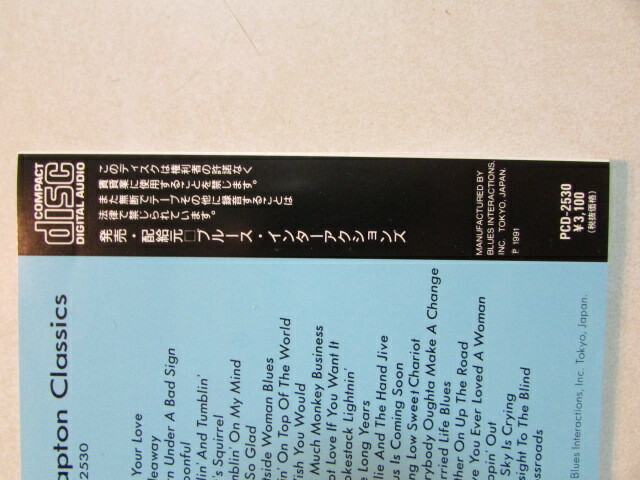 COMPACT
disc
DIGITAL AUDIO
このディスクは権利者の許諾なく
賃貸業に使用することを禁じます。
また無断でテープその他に録音することは
法律で禁じられています。
発売・配給元□ブルース・インターアクションズ
MANUFACTURED BY
BLUES INTERACTIONS,
INC. TOKYO, JAPAN.
℗ 1991
PCD-2530
¥3,100
(税抜価格)
apton Classics
2530
Your Love
leaway
rn Under A Bad Sign
oonful
llin' And Tumblin'
's Squirrel
mblin' On My Mind
So Glad
tside Woman Blues
in' On Top Of The World
ish You Would
Much Monkey Business
ot Love If You Want It
okestack Lightnin'
e Long Years
lie And The Hand Jive
us Is Coming Soon
ing Low Sweet Chariot
erybody Oughta Make A Change
rried Life Blues
ther On Up The Road
ve You Ever Loved A Woman
ppin' Out
Sky Is Crying
sight To The Blind
ossroads
Blues Interactions, Inc. Tokyo, Japan.